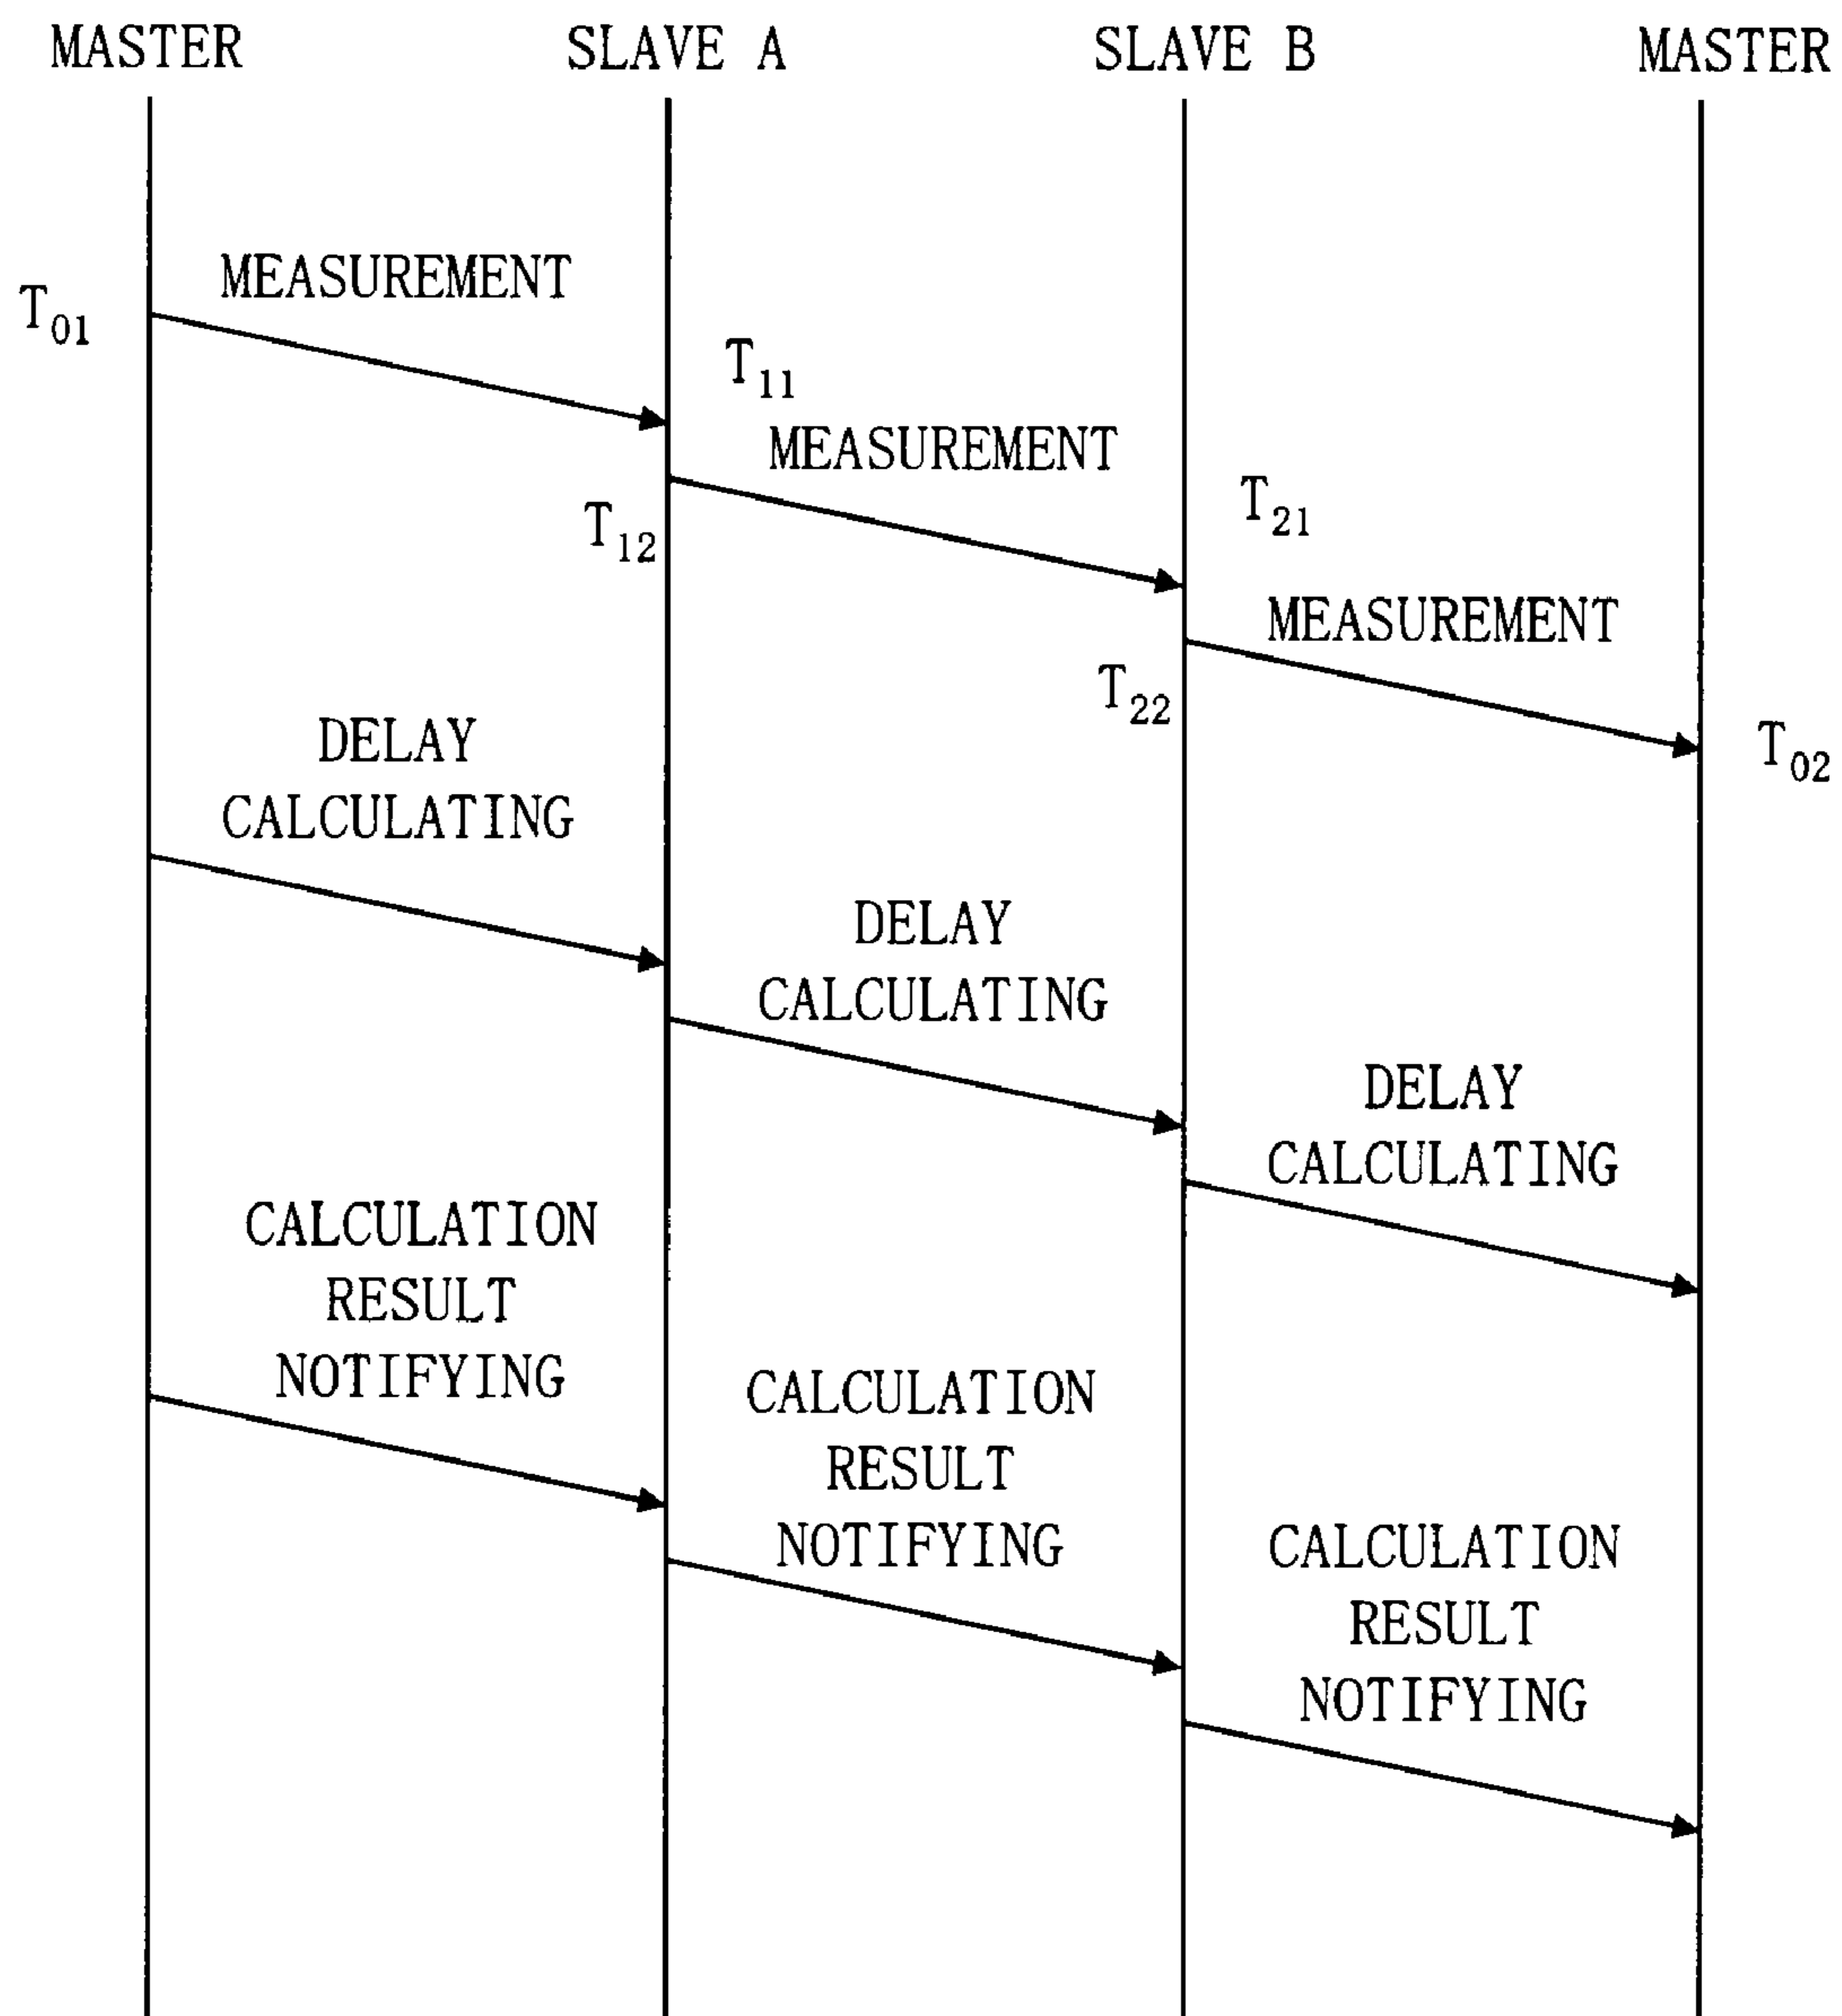 MASTER
SLAVE A
SLAVE B
MASTER
MEASUREMENT
T01
T11
MEASUREMENT
T12
T21
MEASUREMENT
T22
T02
DELAY
CALCULATING
DELAY
CALCULATING
DELAY
CALCULATING
CALCULATION
RESULT
NOTIFYING
CALCULATION
RESULT
NOTIFYING
CALCULATION
RESULT
NOTIFYING